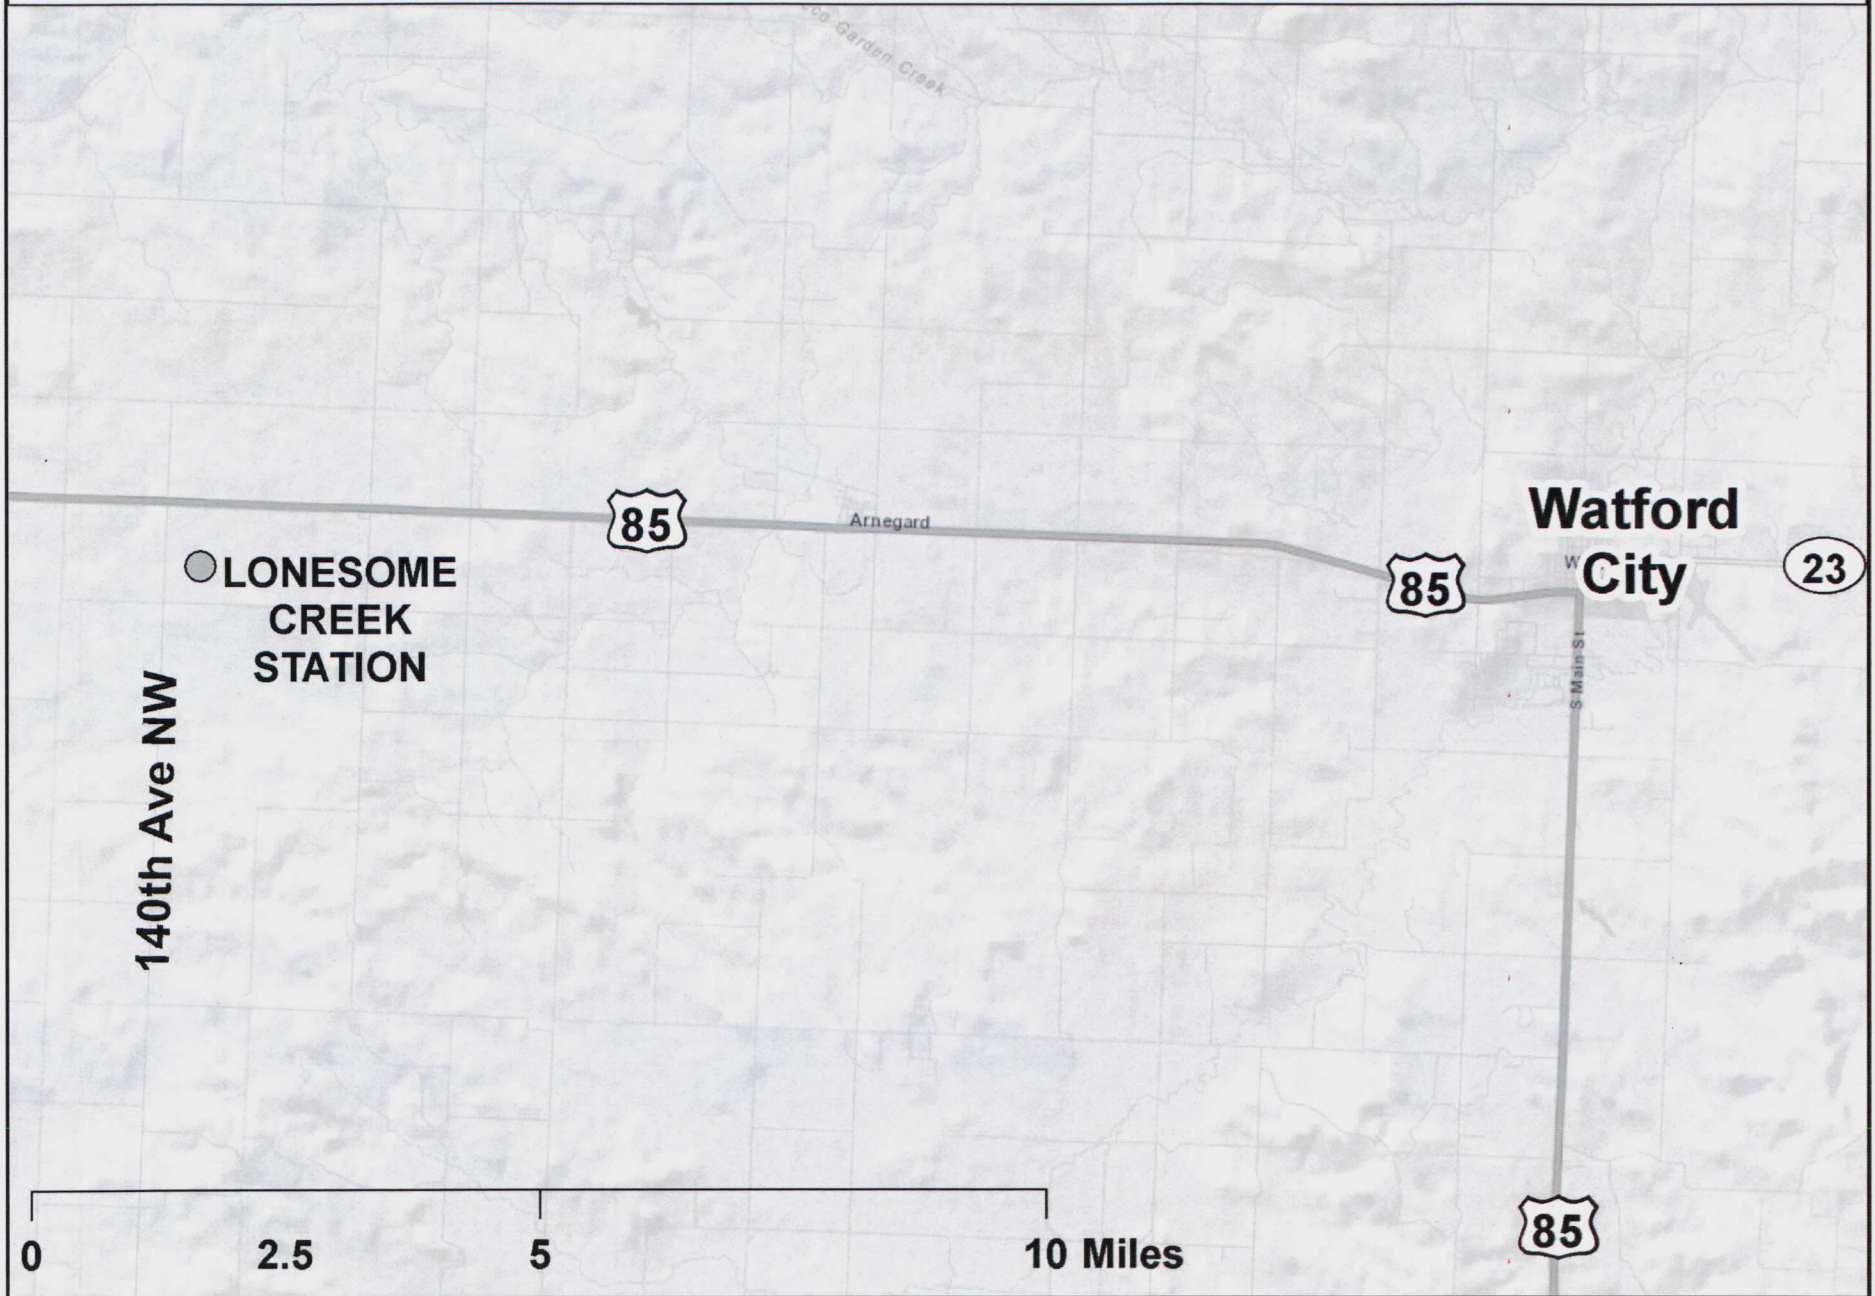 Garden Creek
85
Arnegard
Watford
City
W
85
23
LONESOME
CREEK
STATION
S Main St
140th Ave NW
85
0
2.5
5
10 Miles